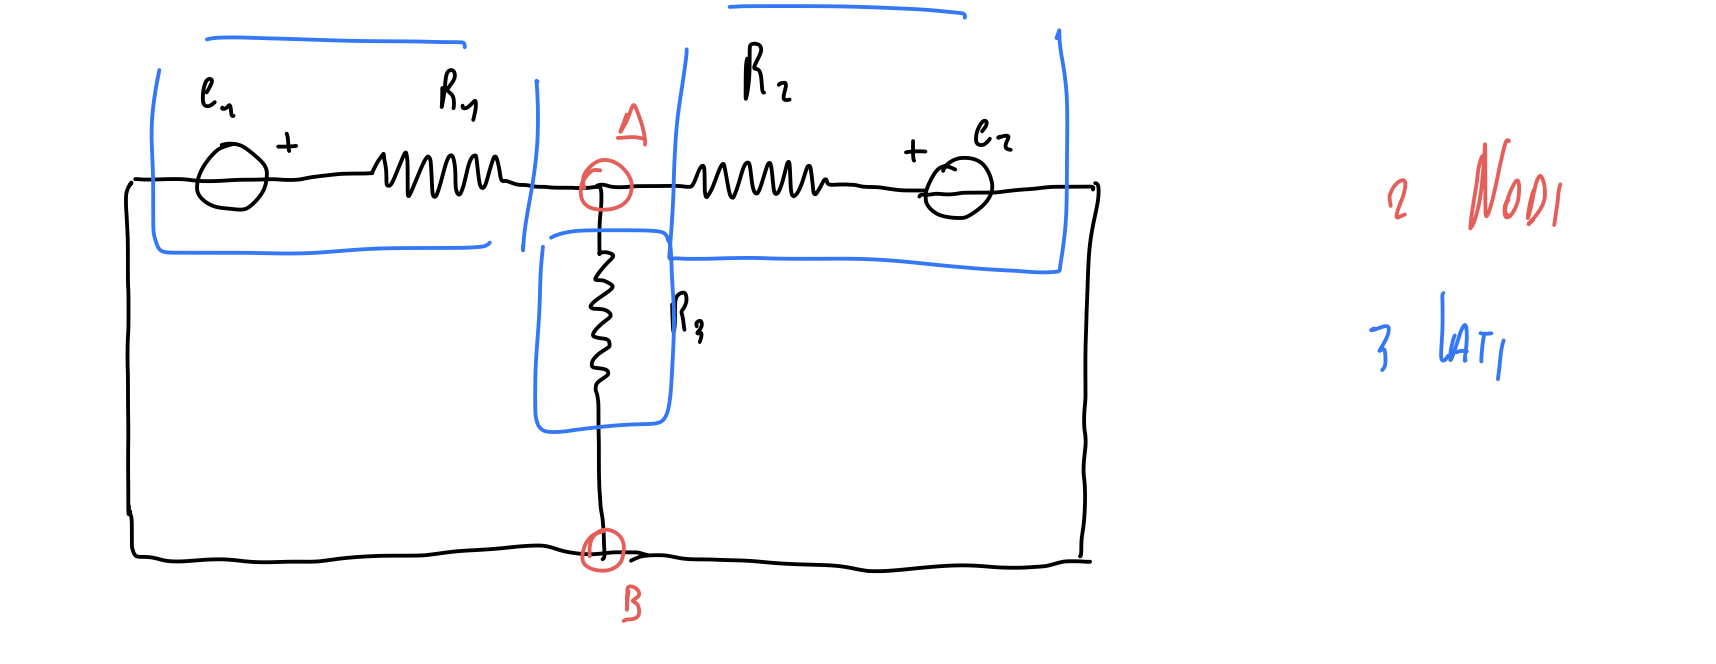 e1 + R1
A
R2
+ e2
R3
B
2 NODI
3 LATI